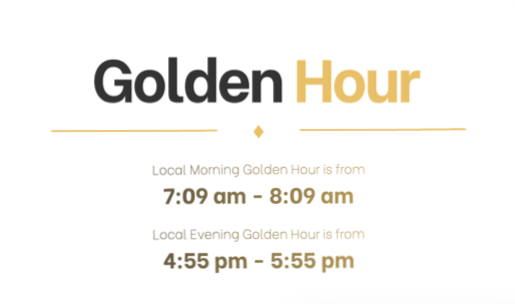 Golden Hour
Local Morning Golden Hour is from
7:09 am - 8:09 am
Local Evening Golden Hour is from
4:55 pm - 5:55 pm